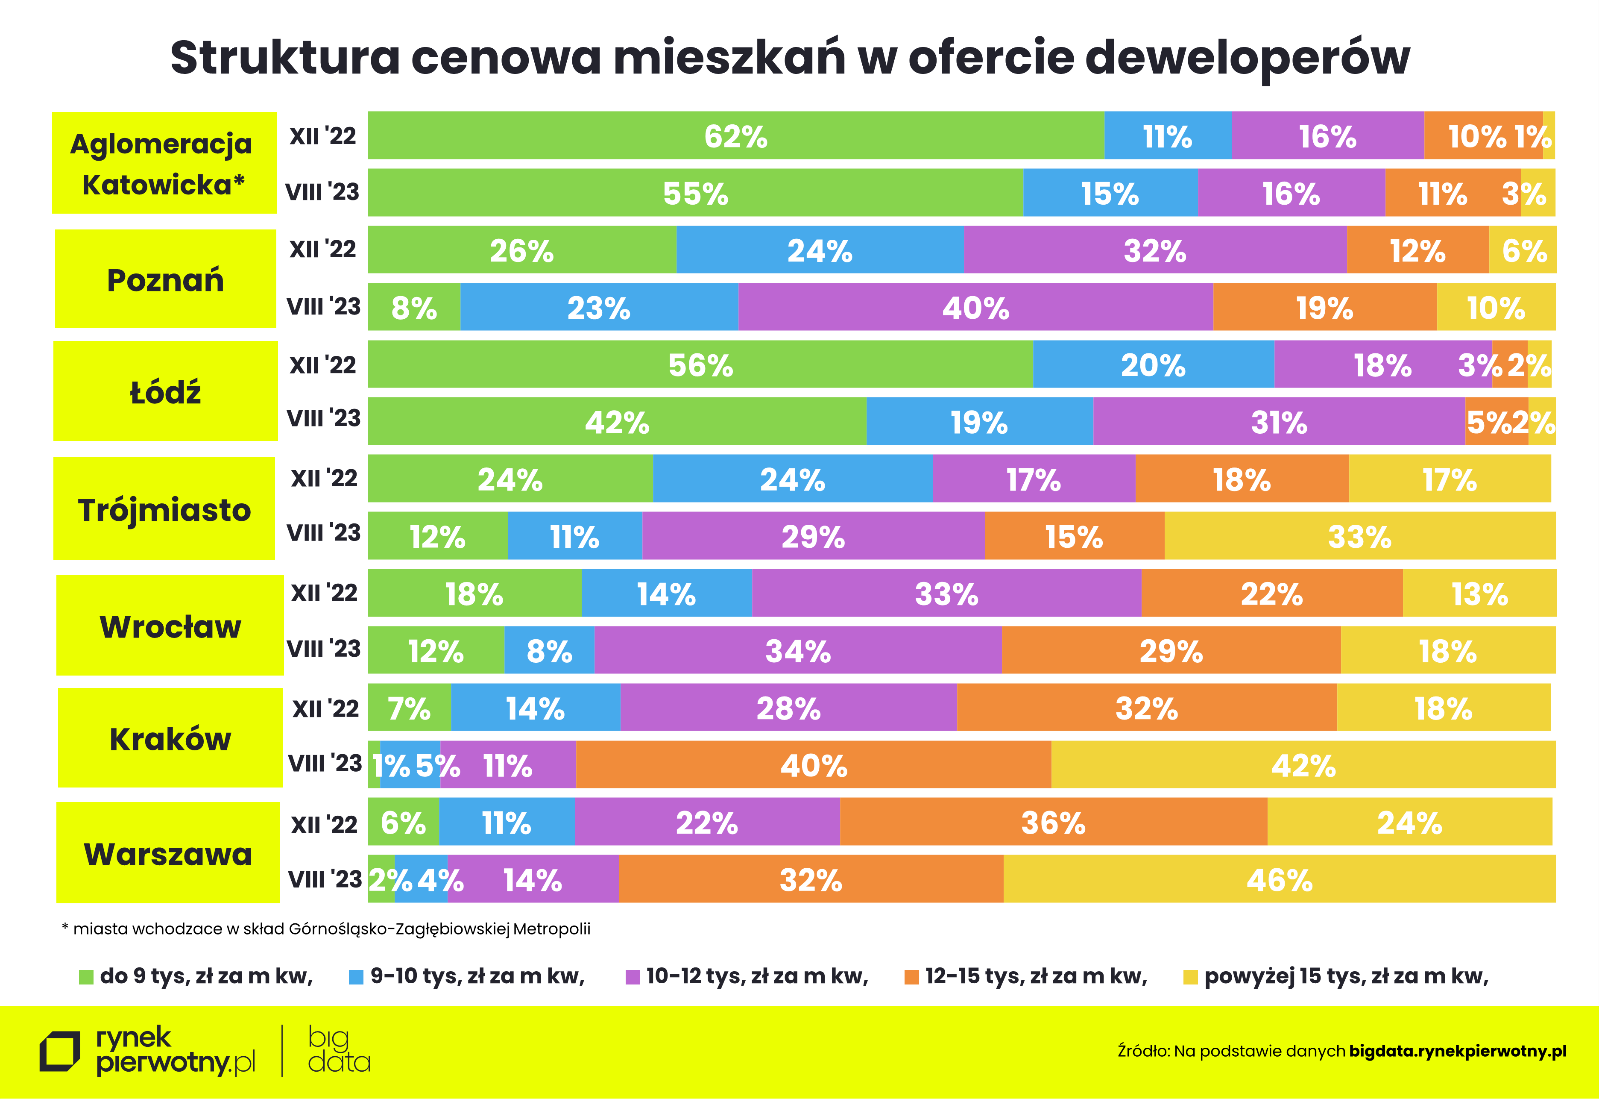 Struktura cenowa mieszkań w ofercie deweloperów
Aglomeracja
Katowicka*
XII '22
62%
11%
16%
10%
1%
VIII '23
55%
15%
16%
11%
3%
Poznań
XII '22
26%
24%
32%
12%
6%
VIII '23
8%
23%
40%
19%
10%
Łódź
XII '22
56%
20%
18%
3%
2%
VIII '23
42%
19%
31%
5%
2%
Trójmiasto
XII '22
24%
24%
17%
18%
17%
VIII '23
12%
11%
29%
15%
33%
Wrocław
XII '22
18%
14%
33%
22%
13%
VIII '23
12%
8%
34%
29%
18%
Kraków
XII '22
7%
14%
28%
32%
18%
VIII '23
1%
5%
11%
40%
42%
Warszawa
XII '22
6%
11%
22%
36%
24%
VIII '23
2%
4%
14%
32%
46%
* miasta wchodzace w skład Górnośląsko-Zagłębiowskiej Metropolii
do 9 tys, zł za m kw,
9-10 tys, zł za m kw,
10-12 tys, zł za m kw,
12-15 tys, zł za m kw,
powyżej 15 tys, zł za m kw,
rynek
pierwotny.pl
big
data
Źródło: Na podstawie danych bigdata.rynekpierwotny.pl